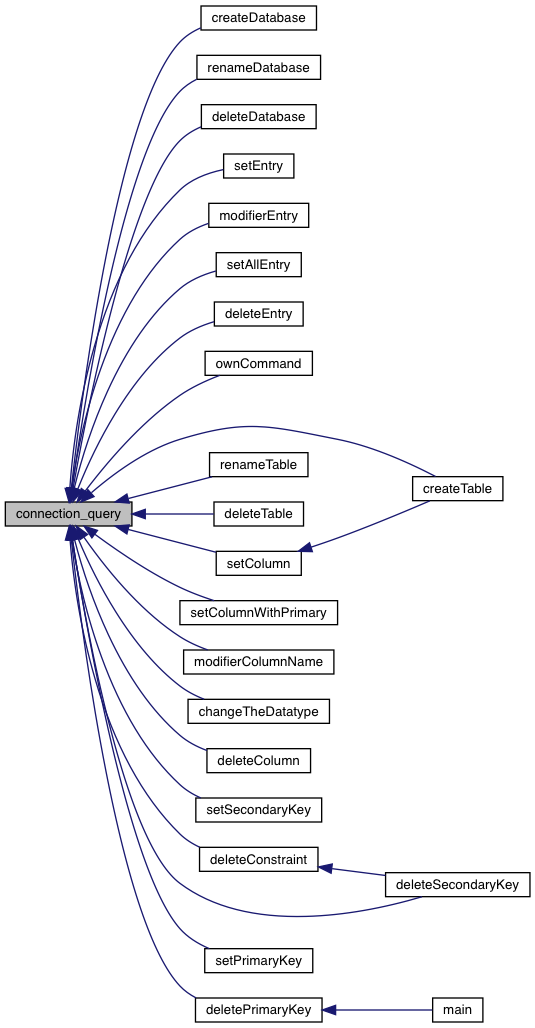 createDatabase
renameDatabase
deleteDatabase
setEntry
modifierEntry
setAllEntry
deleteEntry
ownCommand
renameTable
createTable
connection_query
deleteTable
setColumn
setColumnWithPrimary
modifierColumnName
changeTheDatatype
deleteColumn
setSecondaryKey
deleteConstraint
deleteSecondaryKey
setPrimaryKey
deletePrimaryKey
main